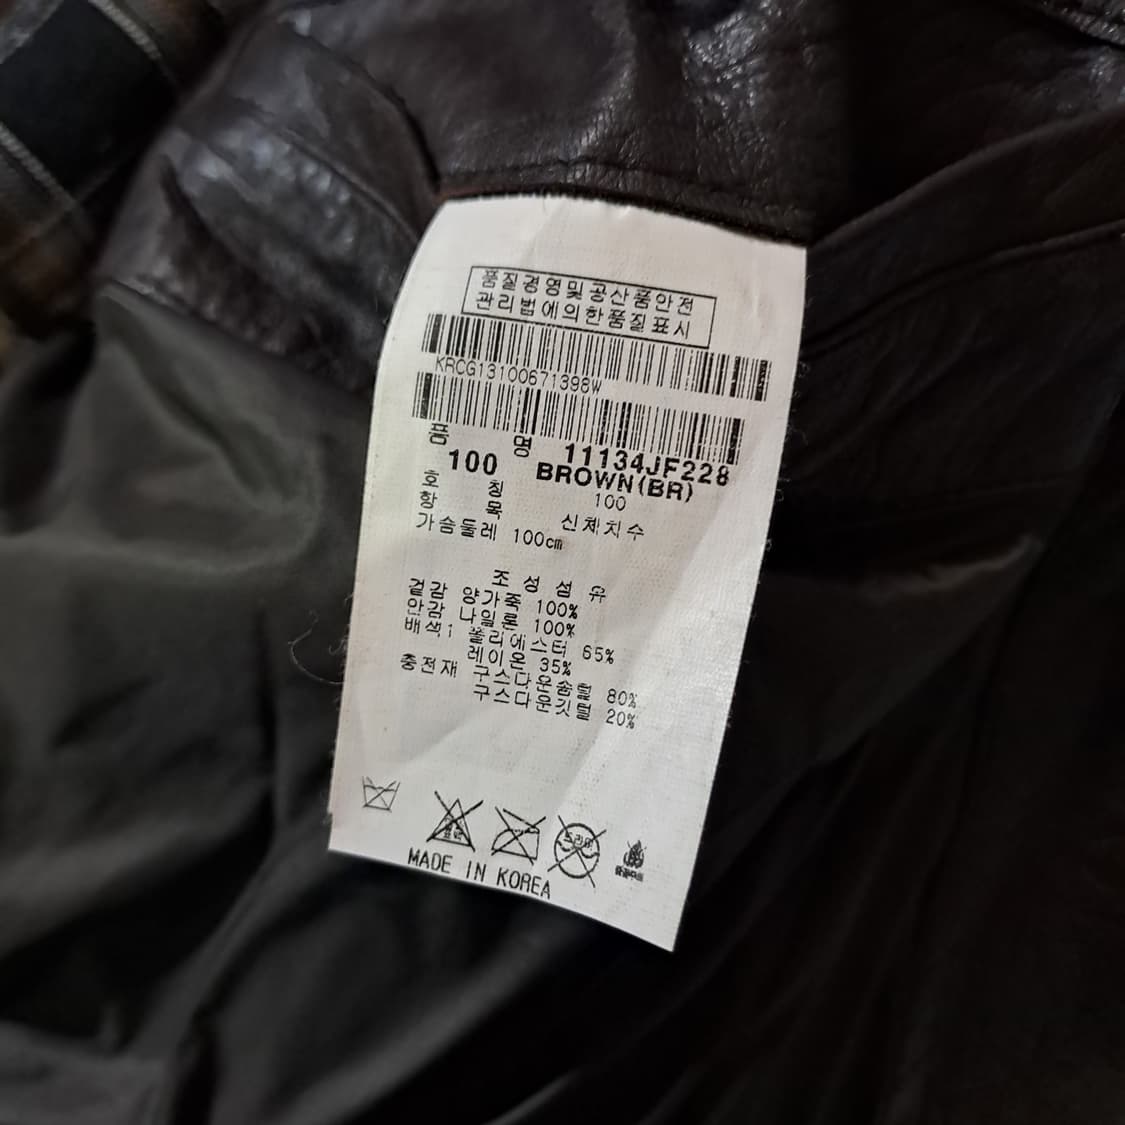 품질경영및공산품안전
관리법에의한품질표시
KRCG13100671398W
품 명 11134JF228
100 BROWN(BR)
호 칭 100
항 목 신체치수
가슴둘레 100㎝
조 성 섬 유
겉감 양가죽 100%
안감 나일론 100%
배색1 폴리에스터 65%
레이온 35%
충전재 구스다운솜털 80%
구스다운깃털 20%
MADE IN KOREA